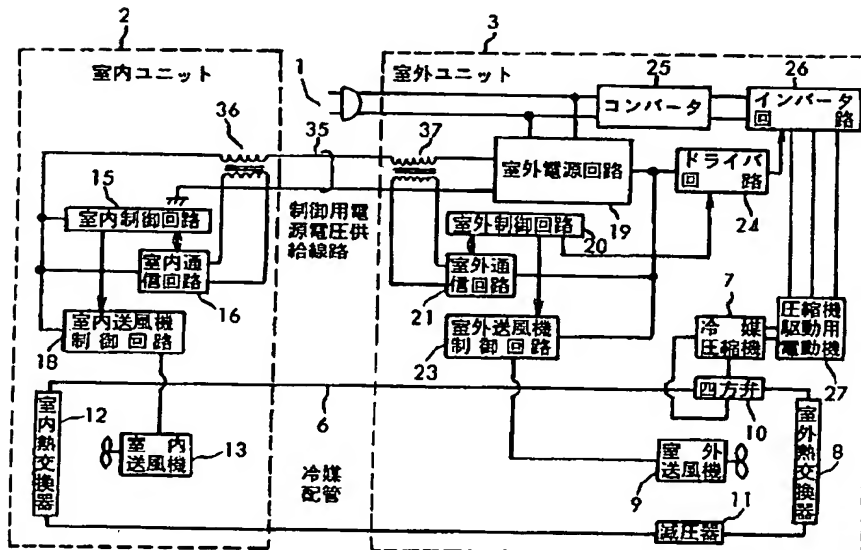 2
室内ユニット
36
15
室内制御回路
室内通
信回路
16
室内送風機
制御回路
18
12
室内熱交換器
室内
送風機
13
35
制御用電
源電圧供
給線路
6
冷媒
配管
3
室外ユニット
1
37
25
コンバータ
26
インバータ
回路
室外電源回路
19
ドライバ
回路
24
室外制御回路
20
室外通
信回路
21
室外送風機
制御回路
23
7
冷媒
圧縮機
圧縮機
駆動用
電動機
27
四方弁
10
室外
送風機
9
室外熱交換器
8
減圧器
11